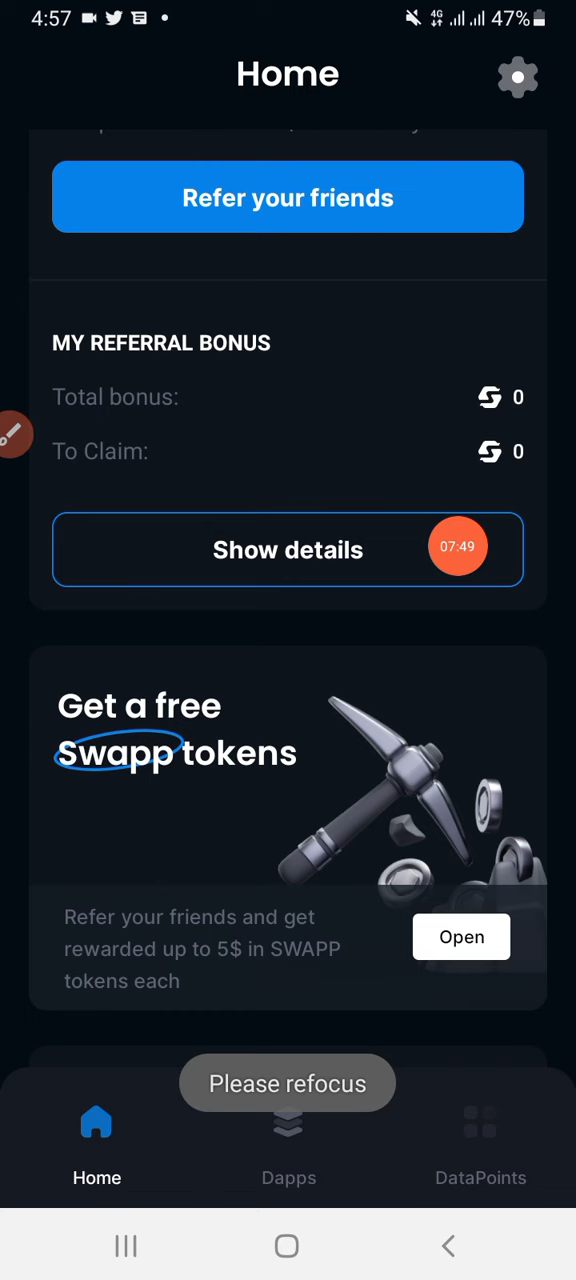 4:57
4G
47%
Home
Refer your friends
MY REFERRAL BONUS
Total bonus:
0
To Claim:
0
Show details
07:49
Get a free
Swapp tokens
Refer your friends and get
rewarded up to 5$ in SWAPP
tokens each
Open
Please refocus
Home
Dapps
DataPoints